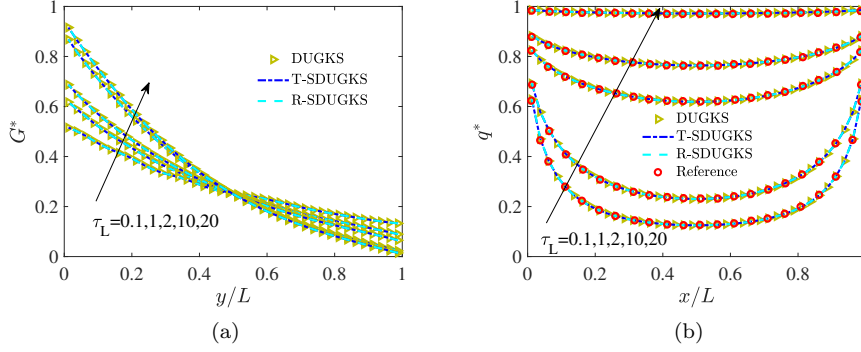 1
0.8
0.6
0.4
0.2
0
G*
DUGKS
T-SDUGKS
R-SDUGKS
τL=0.1,1,2,10,20
0 0.2 0.4 0.6 0.8 1
y/L
(a)
1
0.8
0.6
0.4
0.2
0
q*
DUGKS
T-SDUGKS
R-SDUGKS
Reference
τL=0.1,1,2,10,20
0 0.2 0.4 0.6 0.8
x/L
(b)